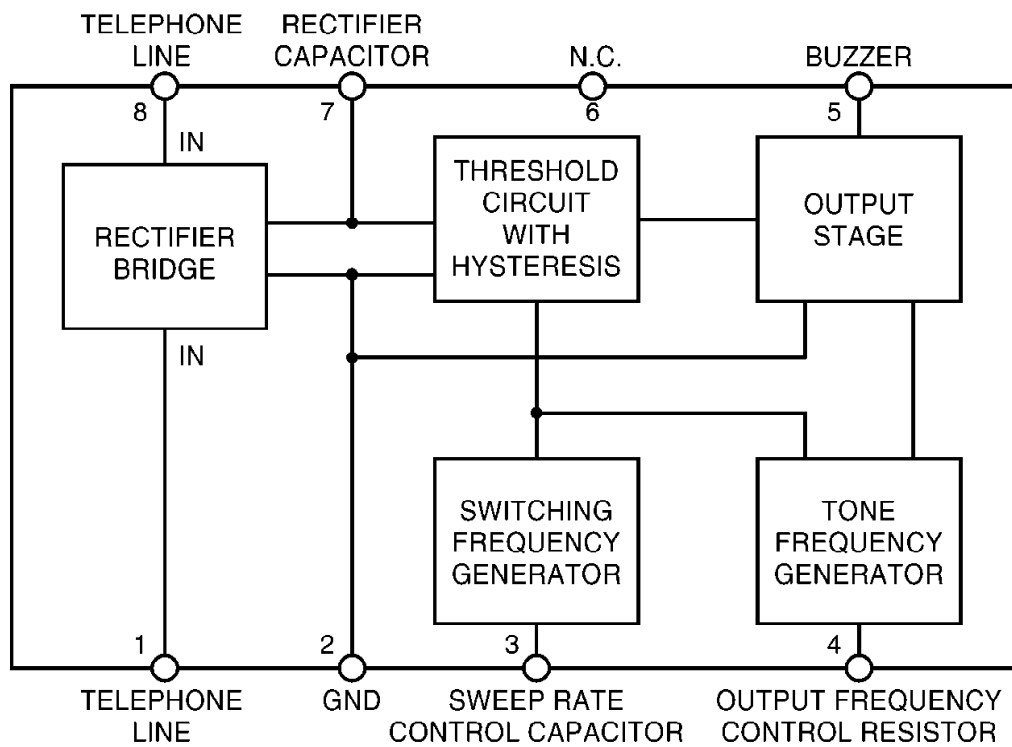 TELEPHONE
LINE
RECTIFIER
CAPACITOR
N.C.
BUZZER
8
7
6
5
IN
RECTIFIER
BRIDGE
IN
THRESHOLD
CIRCUIT
WITH
HYSTERESIS
OUTPUT
STAGE
SWITCHING
FREQUENCY
GENERATOR
TONE
FREQUENCY
GENERATOR
1
2
3
4
TELEPHONE
LINE
GND
SWEEP RATE
CONTROL CAPACITOR
OUTPUT FREQUENCY
CONTROL RESISTOR